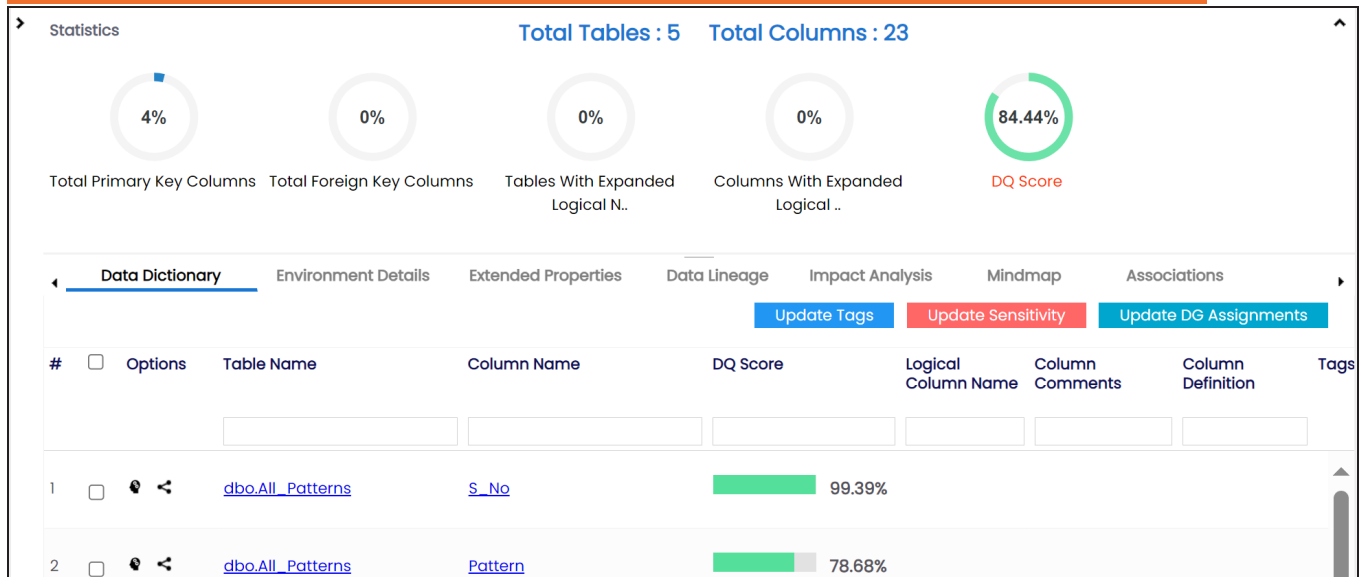 Statistics
Total Tables : 5 Total Columns : 23
4%
0%
0%
0%
84.44%
Total Primary Key Columns
Total Foreign Key Columns
Tables With Expanded
Logical N..
Columns With Expanded
Logical ..
DQ Score
Data Dictionary Environment Details Extended Properties Data Lineage Impact Analysis Mindmap Associations
Update Tags Update Sensitivity Update DG Assignments
# Options Table Name Column Name DQ Score
Logical
Column Name
Column
Comments
Column
Definition
Tags
1 dbo.All_Patterns S_No 99.39%
2 dbo.All_Patterns Pattern 78.68%